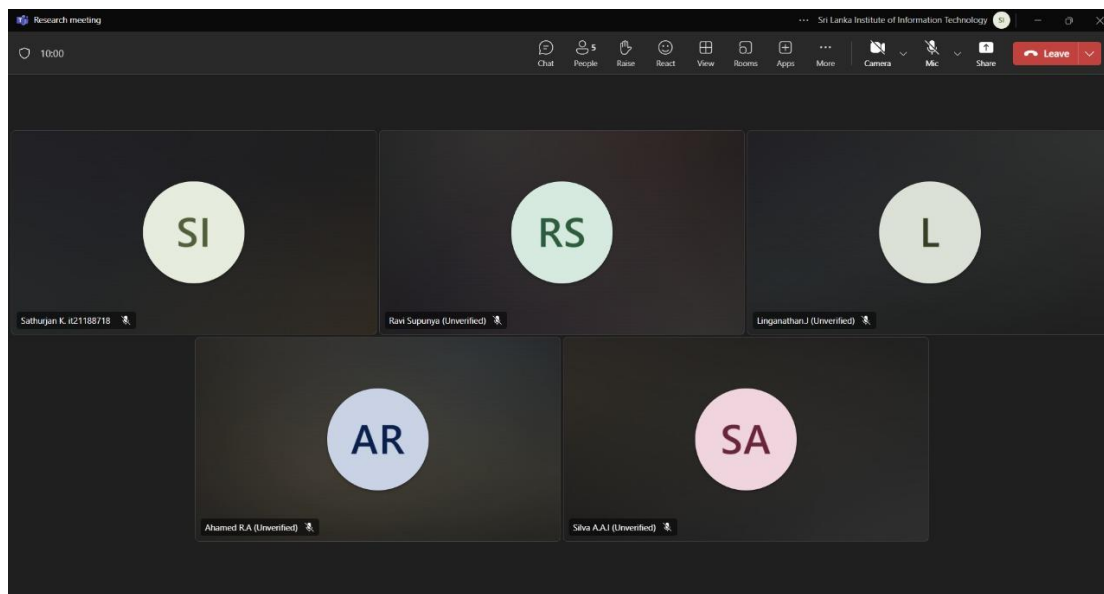 Research meeting
... Sri Lanka Institute of Information Technology SI
10:00
5
Chat People Raise React View Rooms Apps More Camera Mic Share Leave
SI RS L
Sathurjan K. it21188718 Ravi Supunya (Unverified) Linganathan.J (Unverified)
AR SA
Ahamed R.A (Unverified) Silva A.A.I (Unverified)